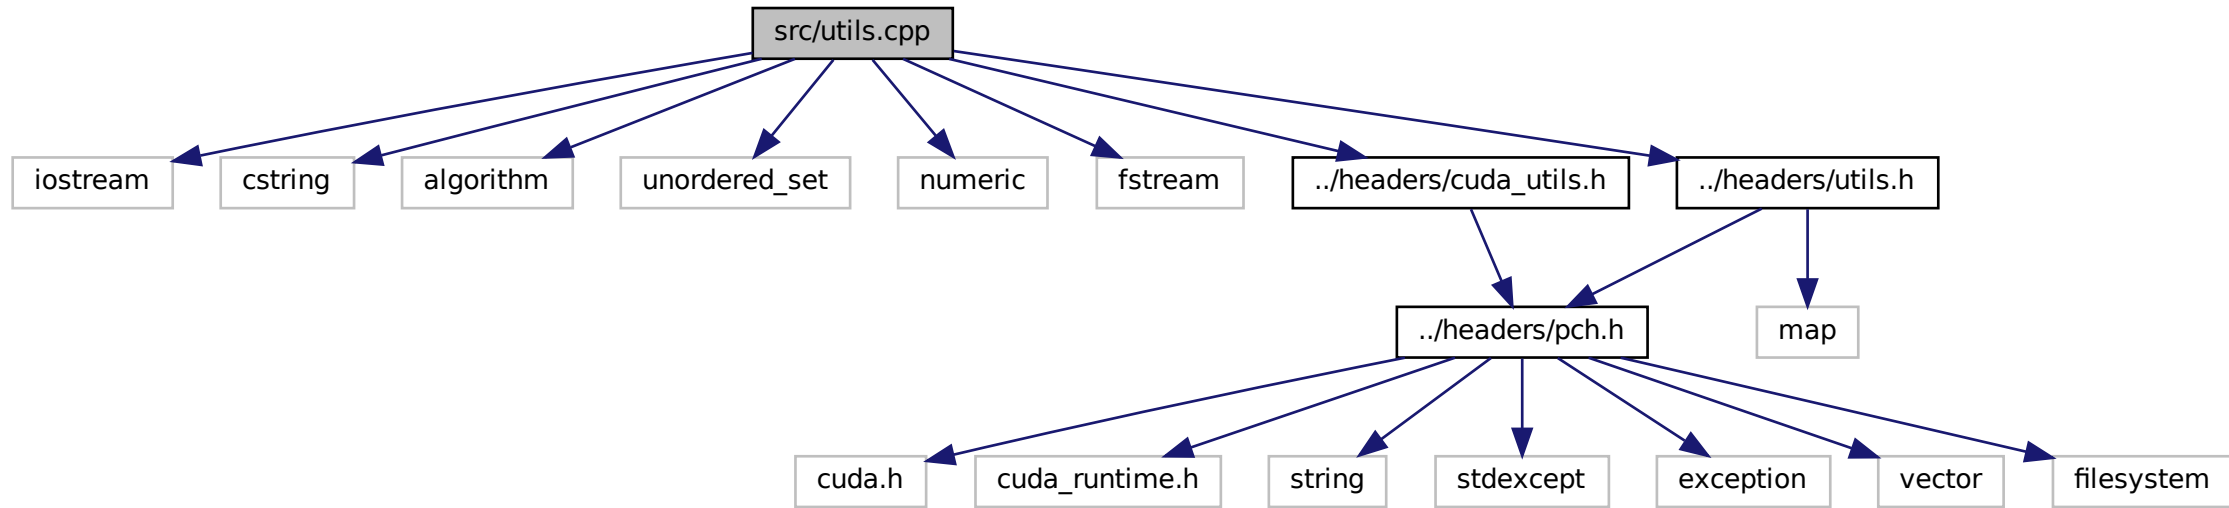 src/utils.cpp
iostream
cstring
algorithm
unordered_set
numeric
fstream
../headers/cuda_utils.h
../headers/utils.h
../headers/pch.h
map
cuda.h
cuda_runtime.h
string
stdexcept
exception
vector
filesystem